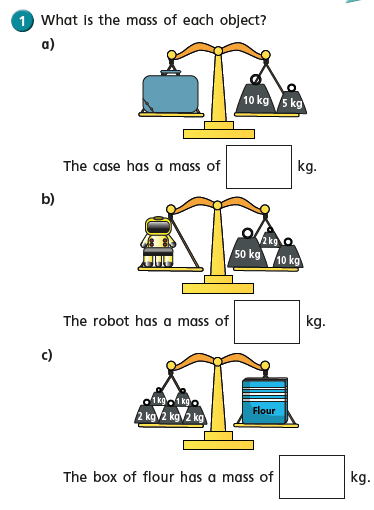 1 What is the mass of each object?
a)
10 kg 5 kg
The case has a mass of kg.
b)
2 kg
50 kg 10 kg
The robot has a mass of kg.
c)
1 kg 1 kg
2 kg 2 kg 2 kg
Flour
The box of flour has a mass of kg.